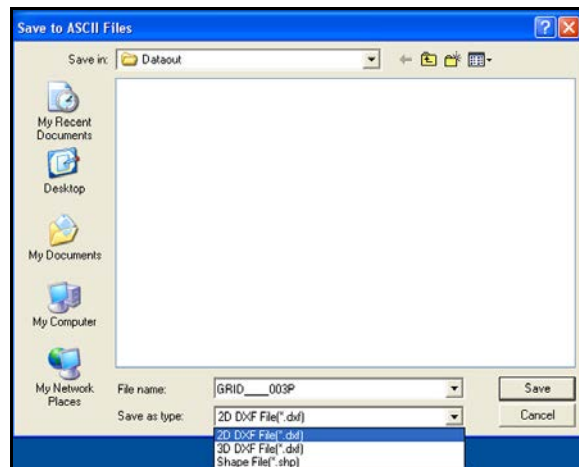 Save to ASCII Files
Save in: Dataout
My Recent
Documents
Desktop
My Documents
My Computer
My Network
Places
File name: GRID____003P
Save
Save as type: 2D DXF File(*.dxf)
Cancel
2D DXF File(*.dxf)
3D DXF File(*.dxf)
Shape File(*.shp)